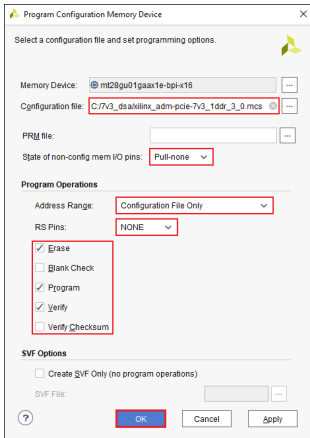 Program Configuration Memory Device
Select a configuration file and set programming options.
Memory Device: mt28gu01gaax1e-bpi-x16 ...
Configuration file: C:/7v3_dsa/xilinx_adm-pcie-7v3_1ddr_3_0.mcs ...
PRM file: ...
State of non-config mem I/O pins: Pull-none
Program Operations
Address Range: Configuration File Only
RS Pins: NONE
Erase
Blank Check
Program
Verify
Verify Checksum
SVF Options
Create SVF Only (no program operations)
SVF File: ...
? OK Cancel Apply